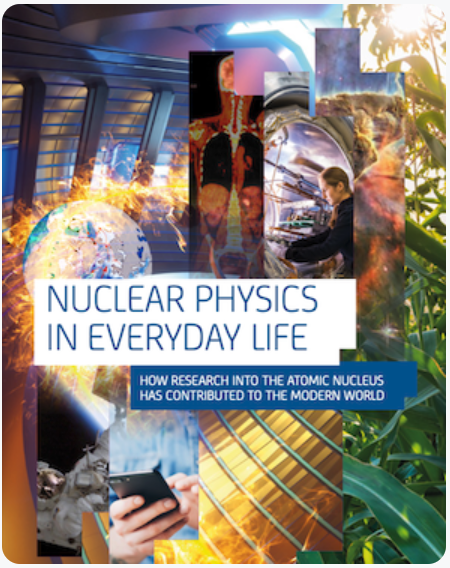 NUCLEAR PHYSICS
IN EVERYDAY LIFE
HOW RESEARCH INTO THE ATOMIC NUCLEUS
HAS CONTRIBUTED TO THE MODERN WORLD